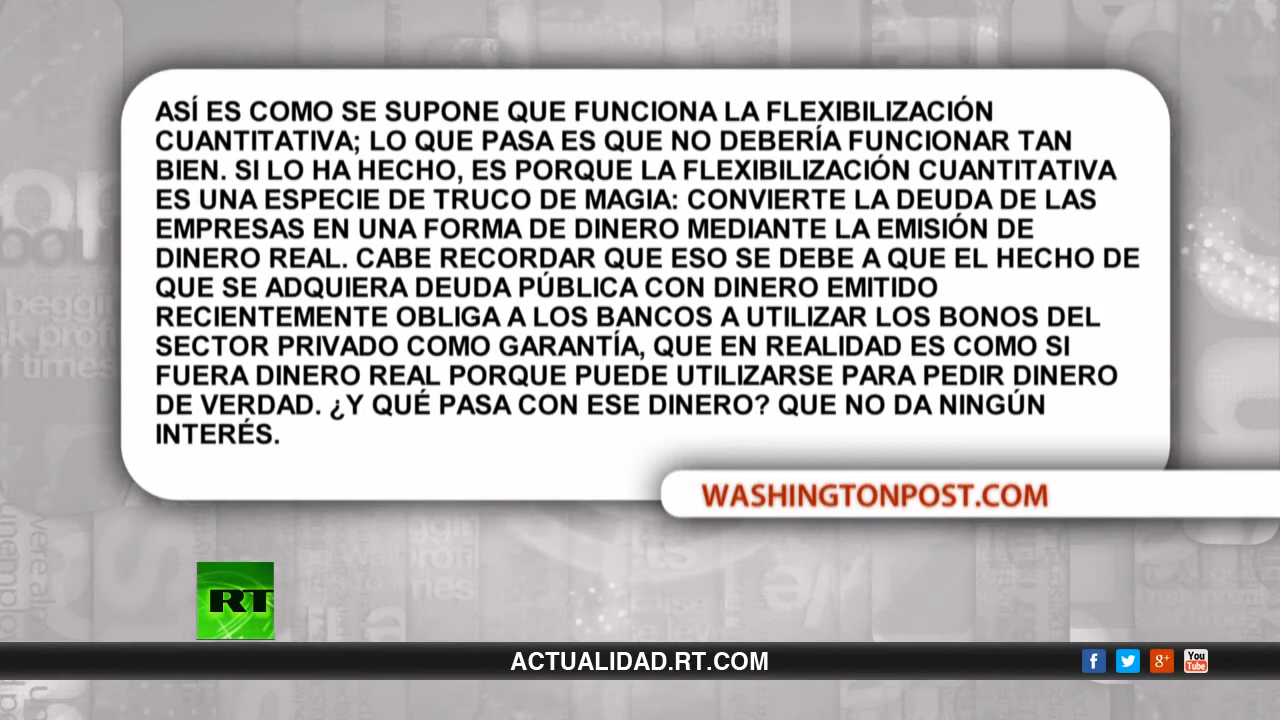 ASÍ ES COMO SE SUPONE QUE FUNCIONA LA FLEXIBILIZACIÓN
CUANTITATIVA; LO QUE PASA ES QUE NO DEBERÍA FUNCIONAR TAN
BIEN. SI LO HA HECHO, ES PORQUE LA FLEXIBILIZACIÓN CUANTITATIVA
ES UNA ESPECIE DE TRUCO DE MAGIA: CONVIERTE LA DEUDA DE LAS
EMPRESAS EN UNA FORMA DE DINERO MEDIANTE LA EMISIÓN DE
DINERO REAL. CABE RECORDAR QUE ESO SE DEBE A QUE EL HECHO DE
QUE SE ADQUIERA DEUDA PÚBLICA CON DINERO EMITIDO
RECIENTEMENTE OBLIGA A LOS BANCOS A UTILIZAR LOS BONOS DEL
SECTOR PRIVADO COMO GARANTÍA, QUE EN REALIDAD ES COMO SI
FUERA DINERO REAL PORQUE PUEDE UTILIZARSE PARA PEDIR DINERO
DE VERDAD. ¿Y QUÉ PASA CON ESE DINERO? QUE NO DA NINGÚN
INTERÉS.
WASHINGTONPOST.COM
RT
ACTUALIDAD.RT.COM
f
g+
You
Tube